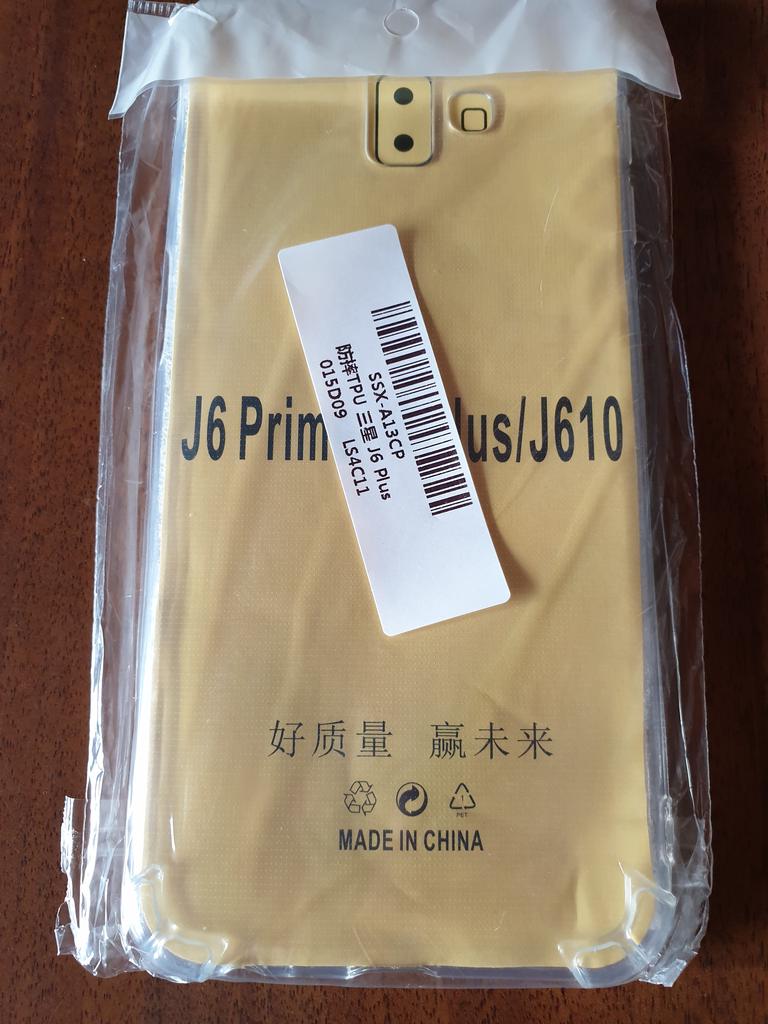 SSX-A13CP
防摔TPU 三星 J6 Plus
015D09 LS4C11
J6 Prim lus/J610
好质量 赢未来
1
PET
MADE IN CHINA